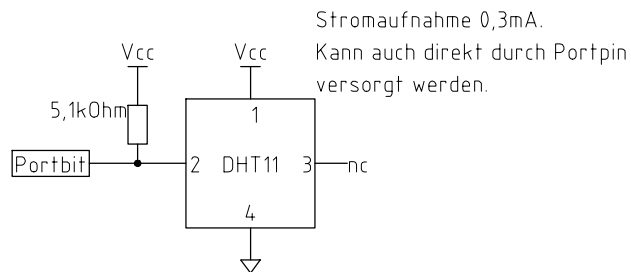 Stromaufnahme 0,3mA.
Kann auch direkt durch Portpin
versorgt werden.
Vcc
Vcc
5,1kOhm
1
Portbit
2
DHT11
3
nc
4